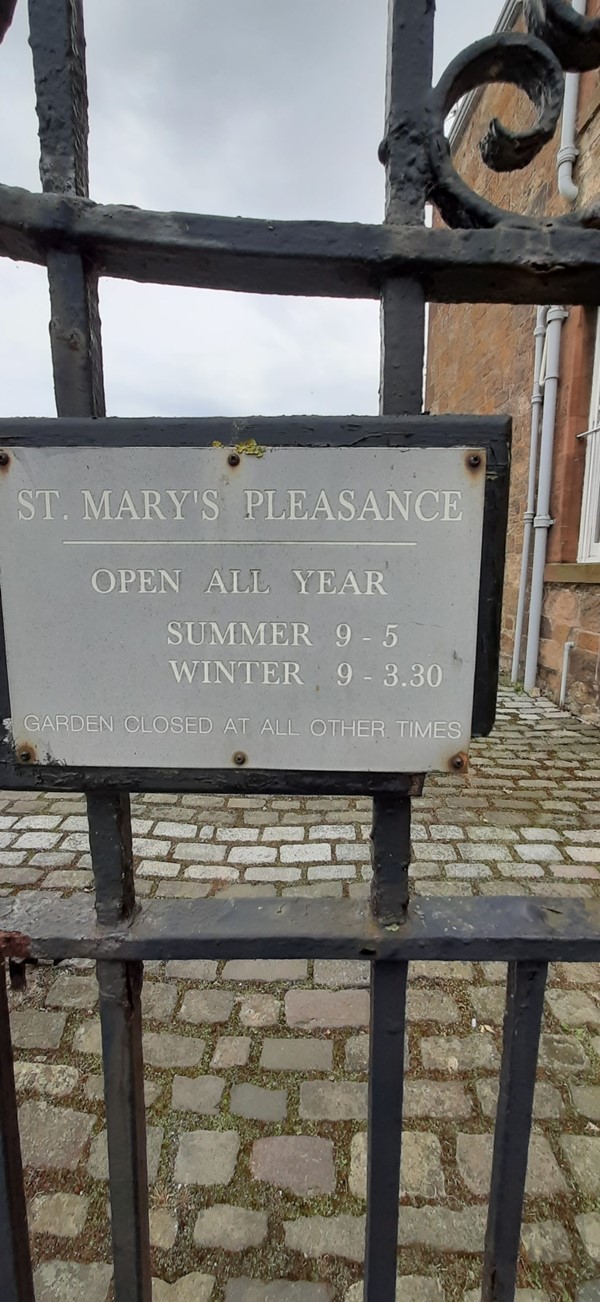 ST. MARY'S PLEASANCE
OPEN ALL YEAR
SUMMER 9 - 5
WINTER 9 - 3.30
GARDEN CLOSED AT ALL OTHER TIMES